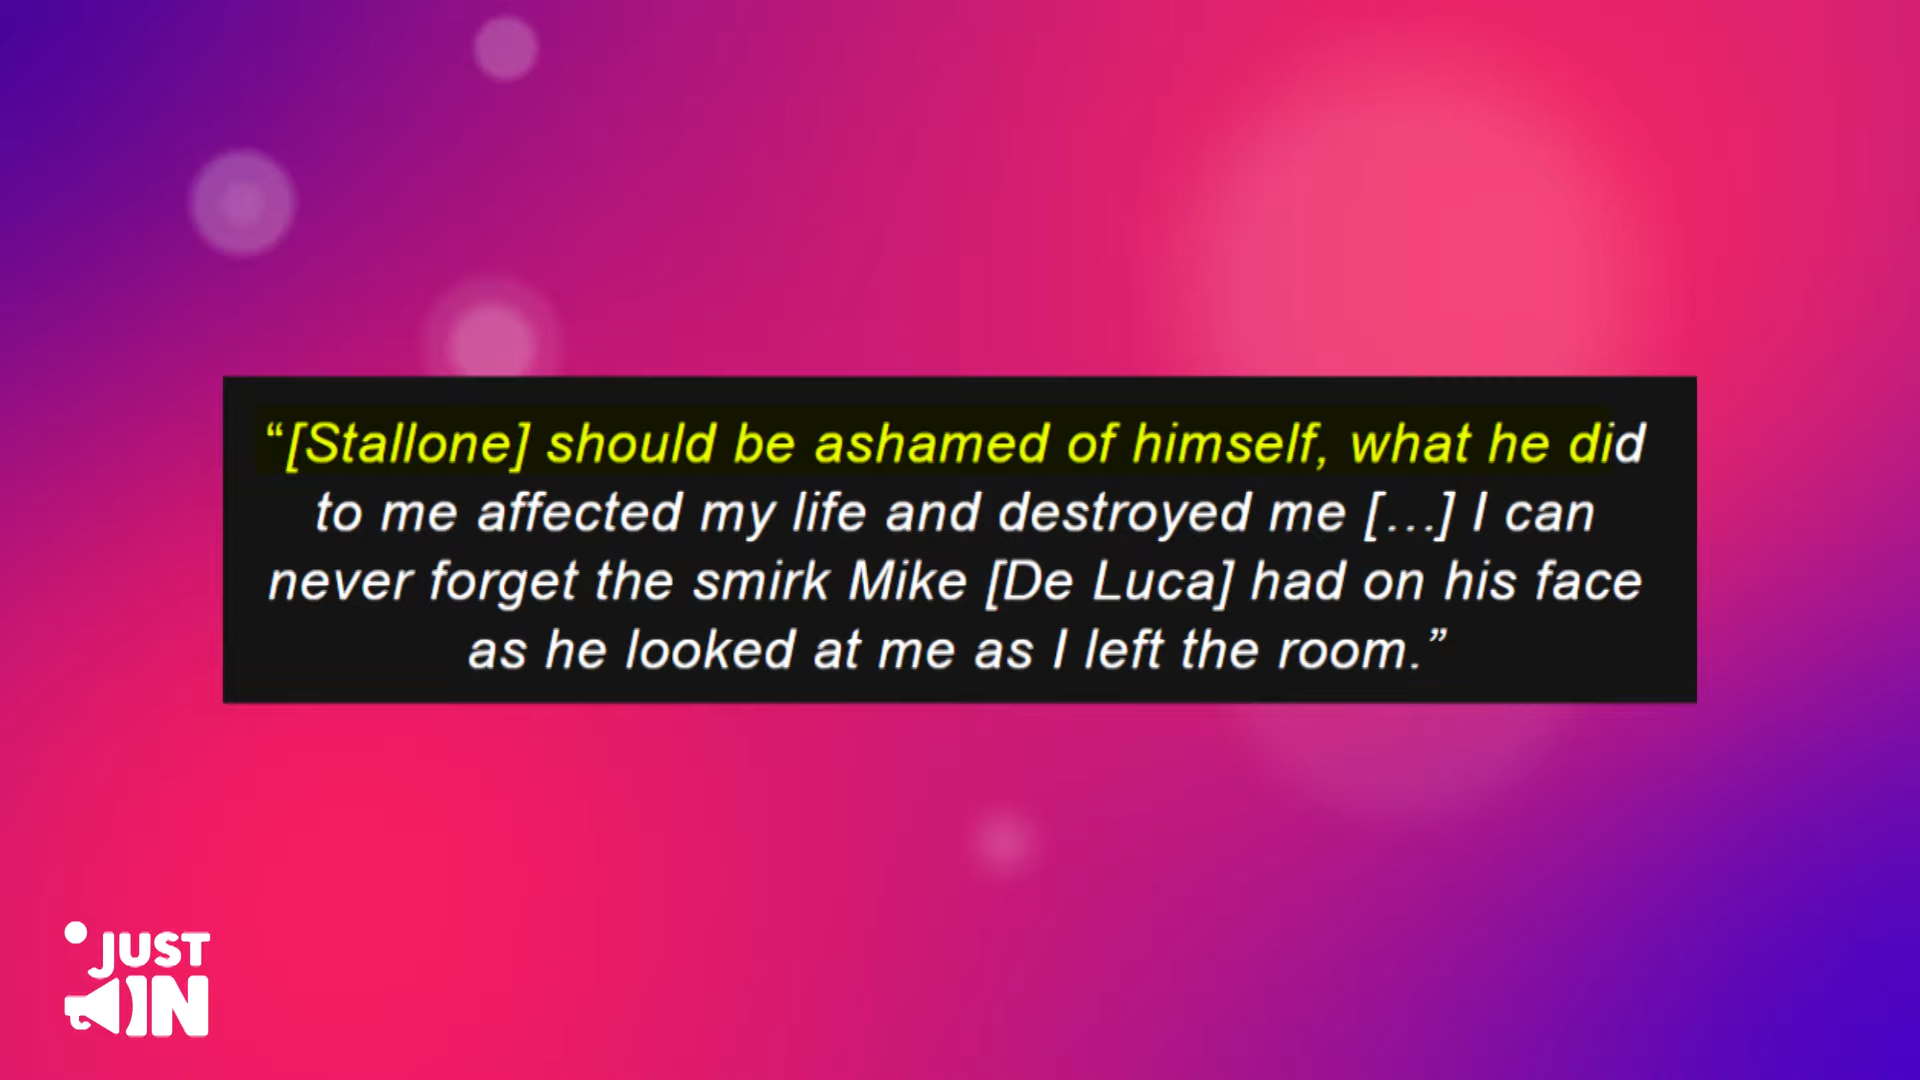 “[Stallone] should be ashamed of himself, what he did
to me affected my life and destroyed me [...] I can
never forget the smirk Mike [De Luca] had on his face
as he looked at me as I left the room.”
JUST
IN